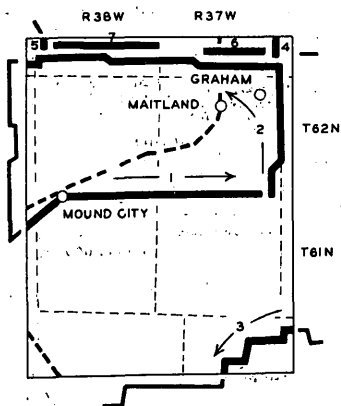 R38W R37W
7
5 6 4
GRAHAM
MAITLAND
2
T62N
1
MOUND CITY
T61N
3